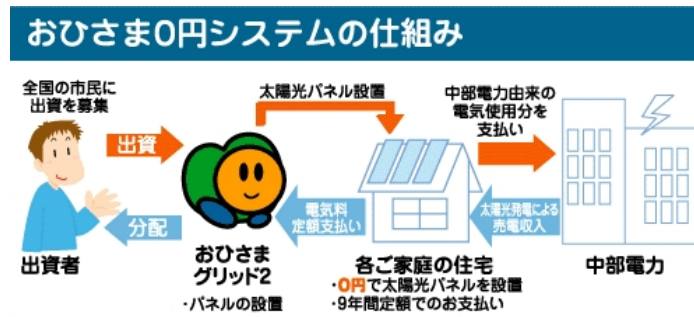 おひさま0円システムの仕組み
全国の市民に
出資を募集
太陽光パネル設置
中部電力由来の
電気使用分を
支払い
出資
電気料
定額支払い
太陽光発電による
売電収入
分配
出資者
おひさま
グリッド2
・パネルの設置
各ご家庭の住宅
・0円で太陽光パネルを設置
・9年間定額でのお支払い
中部電力